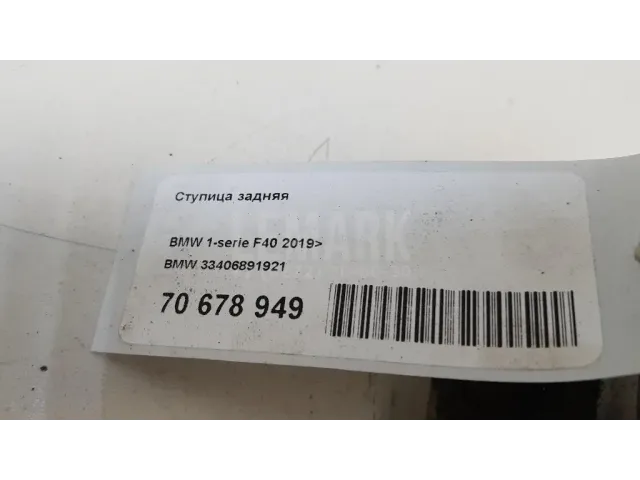 Ступица задняя
BMW 1-serie F40 2019>
BMW 33406891921
70 678 949